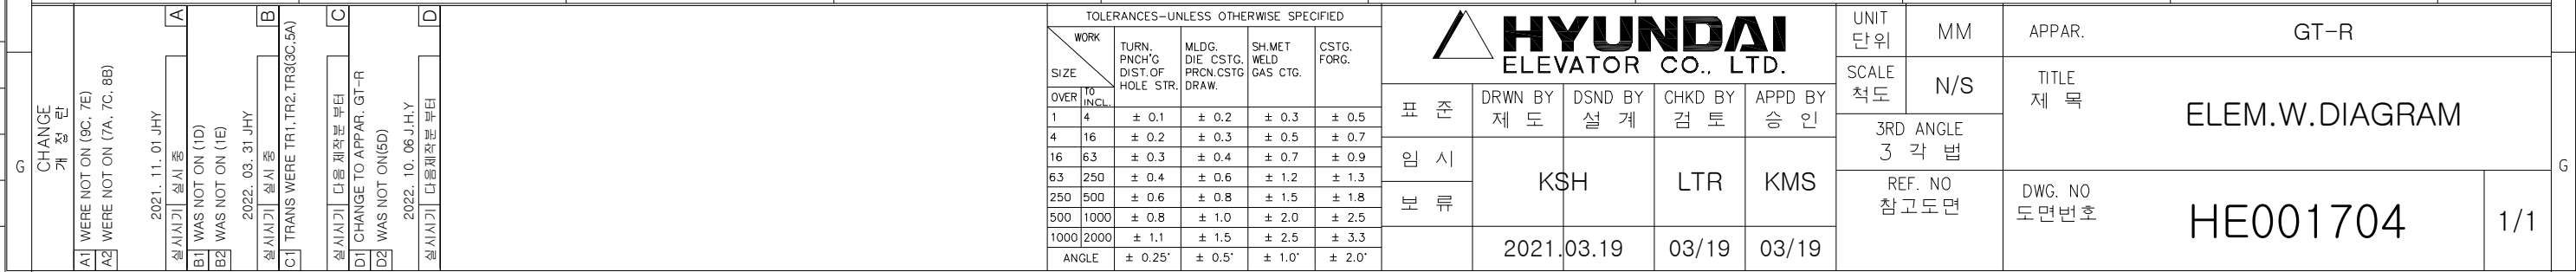 G
CHANGE
개 정 란
A1 WERE NOT ON (9C, 7E)
A2 WERE NOT ON (7A, 7C, 8B)
2021. 11. 01 JHY
실시시기 실시 중 A
B1 WAS NOT ON (1D)
B2 WAS NOT ON (1E)
2022. 03. 31 JHY
실시시기 실시 중 B
C1 TRANS WERE TR1,TR2,TR3(3C,5A)
실시시기 다음제작분 부터 C
D1 CHANGE TO APPAR. GT-R
D2 WAS NOT ON(5D)
2022. 10. 06 J.H.Y
실시시기 다음제작분 부터 D
TOLERANCES-UNLESS OTHERWISE SPECIFIED
WORK
SIZE
OVER TO INCL.
TURN. PNCH'G DIST.OF HOLE STR.
MLDG. DIE CSTG. PRCN.CSTG DRAW.
SH.MET WELD GAS CTG.
CSTG. FORG.
1 4 ± 0.1 ± 0.2 ± 0.3 ± 0.5
4 16 ± 0.2 ± 0.3 ± 0.5 ± 0.7
16 63 ± 0.3 ± 0.4 ± 0.7 ± 0.9
63 250 ± 0.4 ± 0.6 ± 1.2 ± 1.3
250 500 ± 0.6 ± 0.8 ± 1.5 ± 1.8
500 1000 ± 0.8 ± 1.0 ± 2.0 ± 2.5
1000 2000 ± 1.1 ± 1.5 ± 2.5 ± 3.3
ANGLE ± 0.25° ± 0.5° ± 1.0° ± 2.0°
HYUNDAI
ELEVATOR CO., LTD.
표 준
임 시
보 류
DRWN BY 제 도
DSND BY 설 계
CHKD BY 검 토
APPD BY 승 인
KSH LTR KMS
2021.03.19 03/19 03/19
UNIT 단위 MM
SCALE 척도 N/S
3RD ANGLE
3 각 법
REF. NO
참고도면
APPAR. GT-R
TITLE
제 목
ELEM.W.DIAGRAM
DWG. NO
도면번호
HE001704
1/1
G